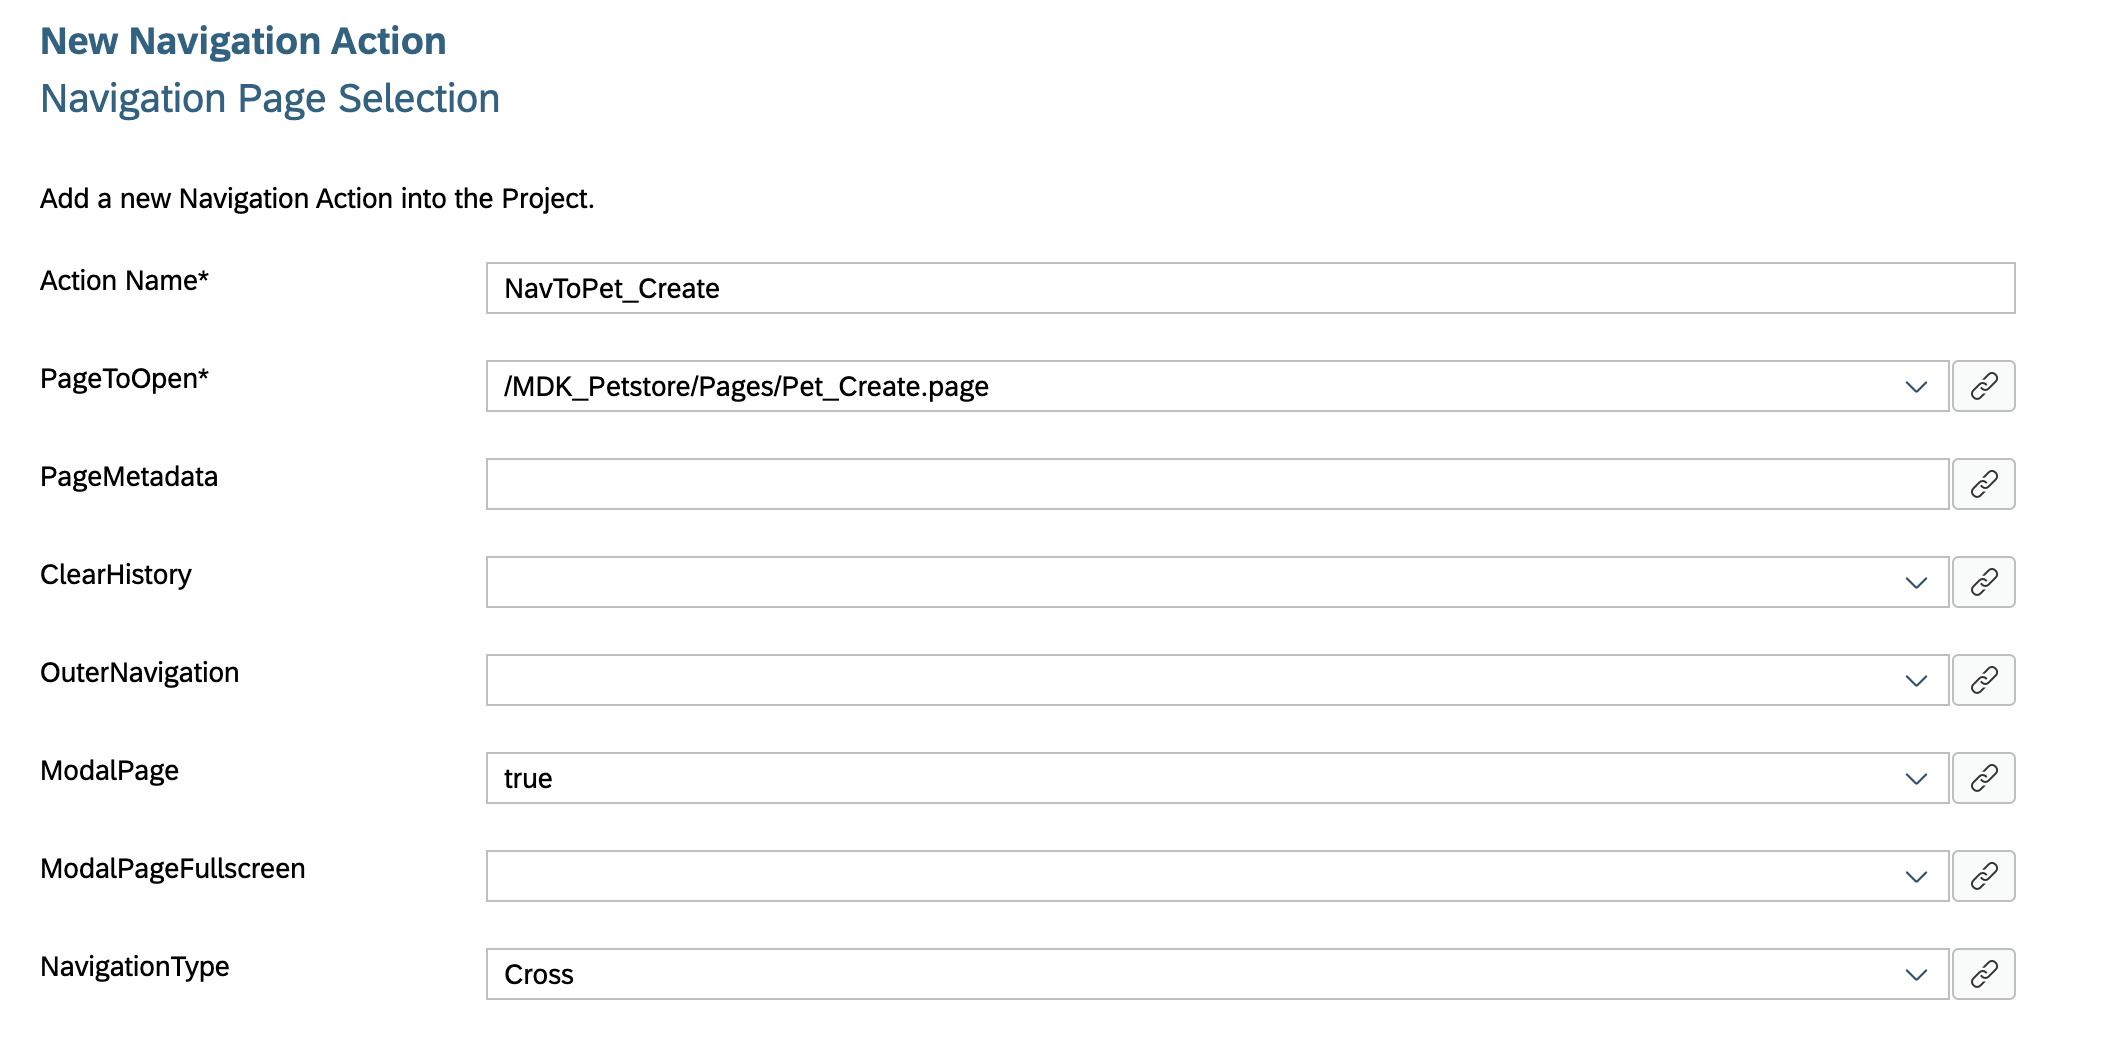 New Navigation Action
Navigation Page Selection
Add a new Navigation Action into the Project.
Action Name* NavToPet_Create
PageToOpen* /MDK_Petstore/Pages/Pet_Create.page
PageMetadata
ClearHistory
OuterNavigation
ModalPage true
ModalPageFullscreen
NavigationType Cross